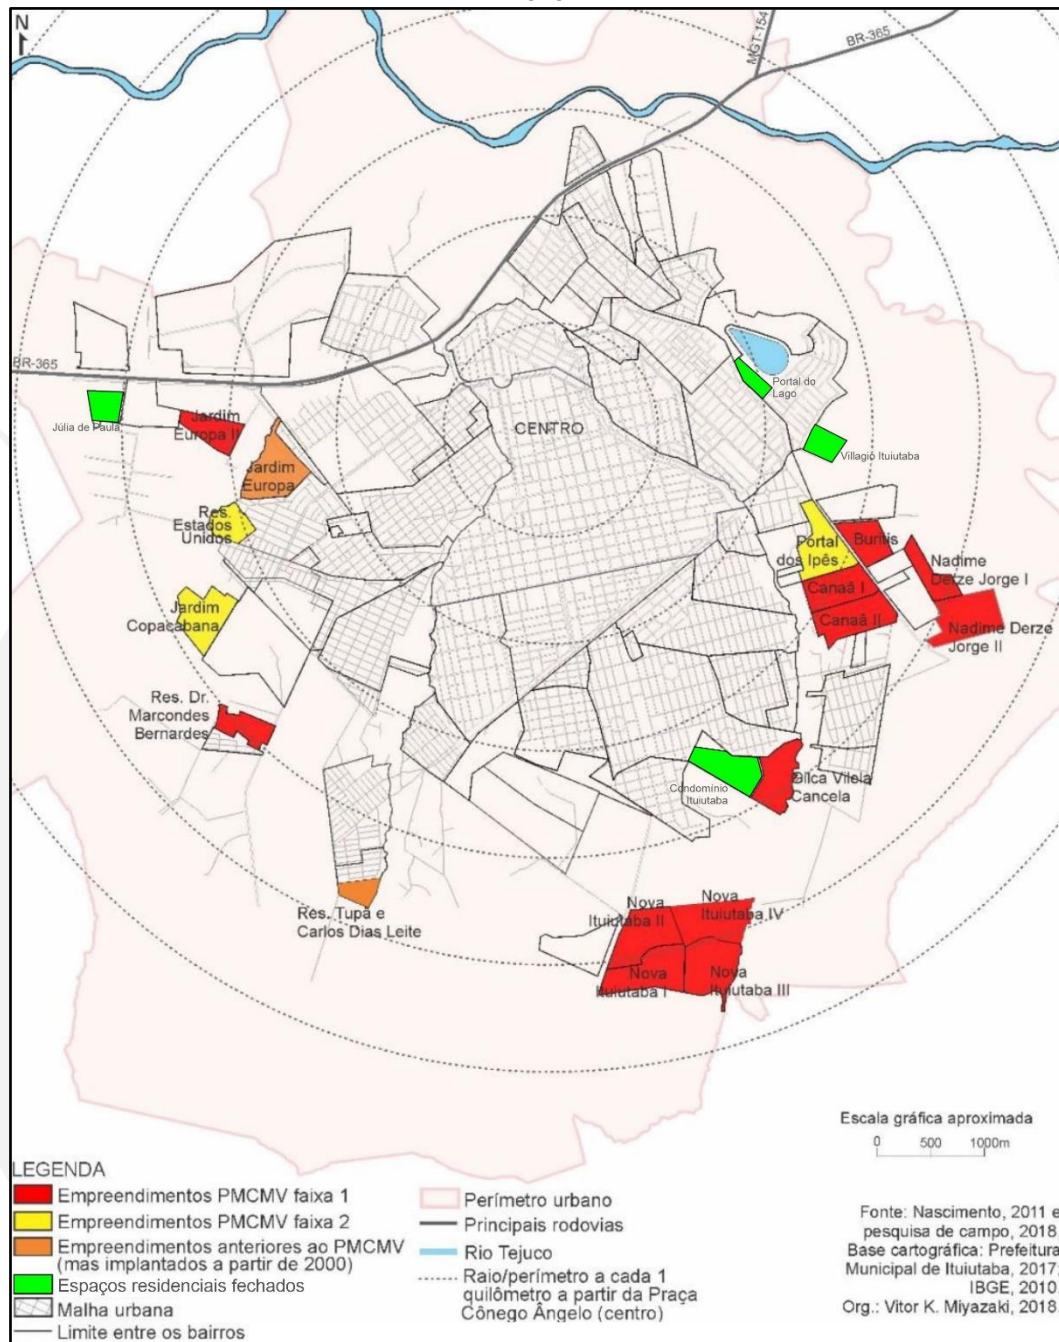 N
MGT-154
BR-365
BR-365
CENTRO
Portal do
Lago
Júlia de Paula
Jardim
Europa II
Villagio Ituiutaba
Jardim
Europa
Res.
Estados
Unidos
Portal
dos Ipês
Buritis
Nadime
Derze Jorge I
Canaã I
Canaã II
Nadime Derze
Jorge II
Jardim
Copacabana
Res. Dr.
Marcondes
Bernardes
Gilca Vilela
Cancela
Condomínio
Ituiutaba
Res. Tupã e
Carlos Dias Leite
Nova
Ituiutaba II
Nova
Ituiutaba IV
Nova
Ituiutaba I
Nova
Ituiutaba III
Escala gráfica aproximada
0 500 1000m
LEGENDA
Empreendimentos PMCMV faixa 1
Empreendimentos PMCMV faixa 2
Empreendimentos anteriores ao PMCMV
(mas implantados a partir de 2000)
Espaços residenciais fechados
Malha urbana
Limite entre os bairros
Perímetro urbano
Principais rodovias
Rio Tejuco
Raio/perímetro a cada 1
quilômetro a partir da Praça
Cônego Ângelo (centro)
Fonte: Nascimento, 2011 e
pesquisa de campo, 2018.
Base cartográfica: Prefeitura
Municipal de Ituiutaba, 2017;
IBGE, 2010.
Org.: Vitor K. Miyazaki, 2018.